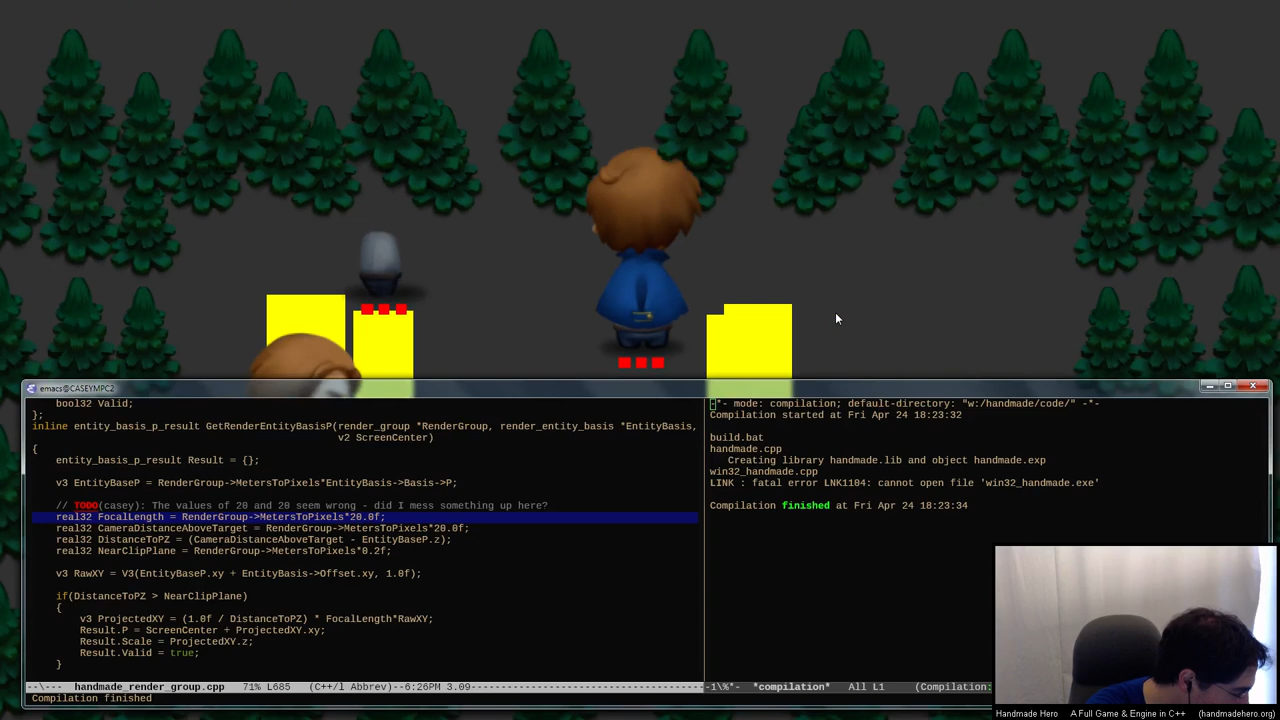 emacs@CASEYMPC2
bool32 Valid;
};
inline entity_basis_p_result GetRenderEntityBasisP(render_group *RenderGroup, render_entity_basis *EntityBasis,
v2 ScreenCenter)
{
entity_basis_p_result Result = {};
v3 EntityBaseP = RenderGroup->MetersToPixels*EntityBasis->Basis->P;
// TODO(casey): The values of 20 and 20 seem wrong - did I mess something up here?
real32 FocalLength = RenderGroup->MetersToPixels*20.0f;
real32 CameraDistanceAboveTarget = RenderGroup->MetersToPixels*20.0f;
real32 DistanceToPZ = (CameraDistanceAboveTarget - EntityBaseP.z);
real32 NearClipPlane = RenderGroup->MetersToPixels*0.2f;
v3 RawXY = V3(EntityBaseP.xy + EntityBasis->Offset.xy, 1.0f);
if(DistanceToPZ > NearClipPlane)
{
v3 ProjectedXY = (1.0f / DistanceToPZ) * FocalLength*RawXY;
Result.P = ScreenCenter + ProjectedXY.xy;
Result.Scale = ProjectedXY.z;
Result.Valid = true;
}
--\--- handmade_render_group.cpp 71% L685 (C++/l Abbrev)--6:26PM 3.09
Compilation finished
-*- mode: compilation; default-directory: "w:/handmade/code/" -*-
Compilation started at Fri Apr 24 18:23:32
build.bat
handmade.cpp
Creating library handmade.lib and object handmade.exp
win32_handmade.cpp
LINK : fatal error LNK1104: cannot open file 'win32_handmade.exe'
Compilation finished at Fri Apr 24 18:23:34
-1\%*- *compilation* All L1 (Compilation:
Handmade Hero A Full Game & Engine in C++ (handmadehero.org)